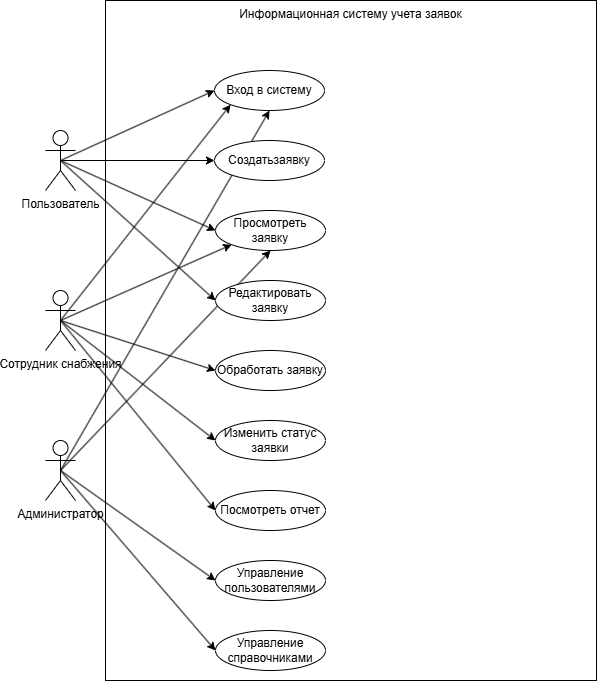 Информационная систему учета заявок
Вход в систему
Создатьзаявку
Пользователь
Просмотреть
заявку
Редактировать
заявку
Сотрудник снабжения
Обработать заявку
Изменить статус
заявки
Администратор
Посмотреть отчет
Управление
пользователями
Управление
справочниками